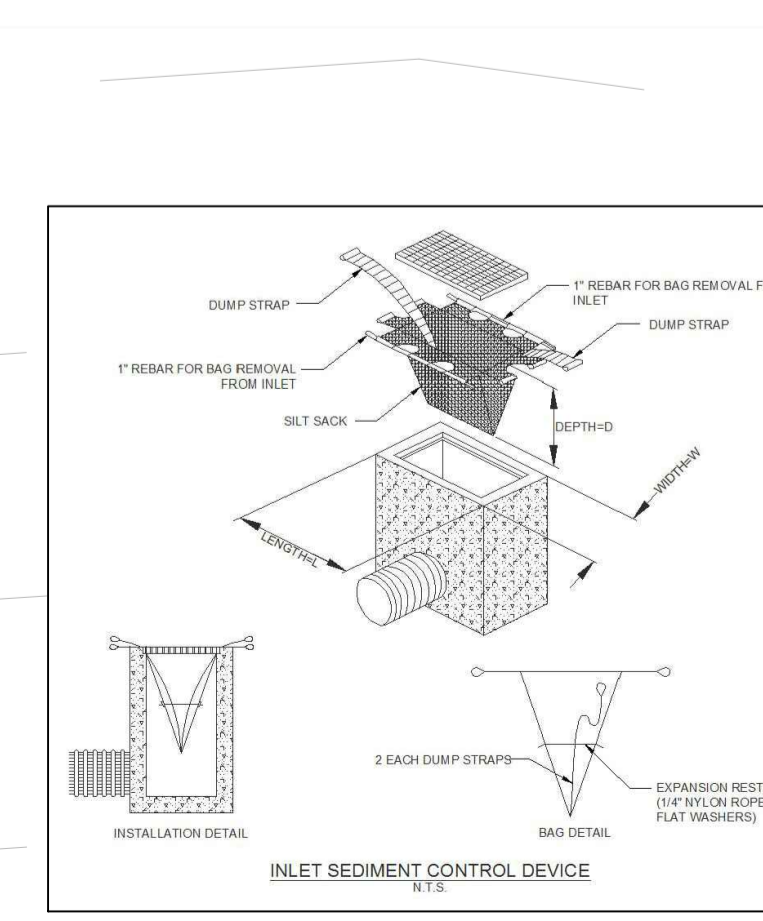 1" REBAR FOR BAG REMOVAL F
INLET
DUMP STRAP
DUMP STRAP
1" REBAR FOR BAG REMOVAL
FROM INLET
SILT SACK
DEPTH=D
WIDTH=W
LENGTH=L
2 EACH DUMP STRAPS
EXPANSION REST
(1/4" NYLON ROPE
FLAT WASHERS)
INSTALLATION DETAIL
BAG DETAIL
INLET SEDIMENT CONTROL DEVICE
N.T.S.